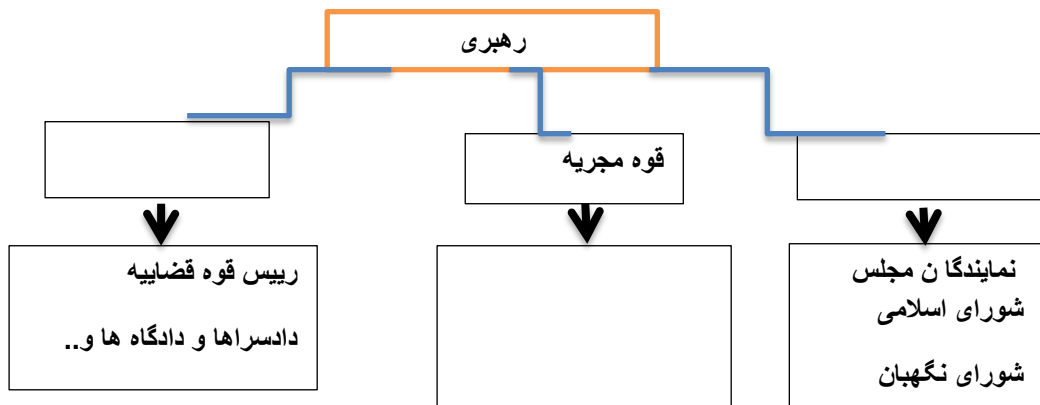 رهبری
قوه مجریه
نمایندگا ن مجلس
شورای اسلامی
شورای نگهبان
رییس قوه قضاییه
دادسراها و دادگاه ها و..